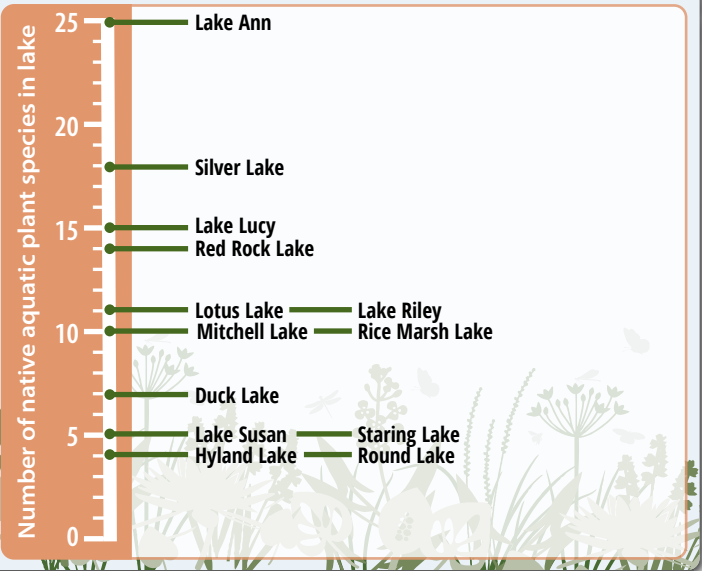 Number of native aquatic plant species in lake
25
20
15
10
5
0
Lake Ann
Silver Lake
Lake Lucy
Red Rock Lake
Lotus Lake Lake Riley
Mitchell Lake Rice Marsh Lake
Duck Lake
Lake Susan Staring Lake
Hyland Lake Round Lake